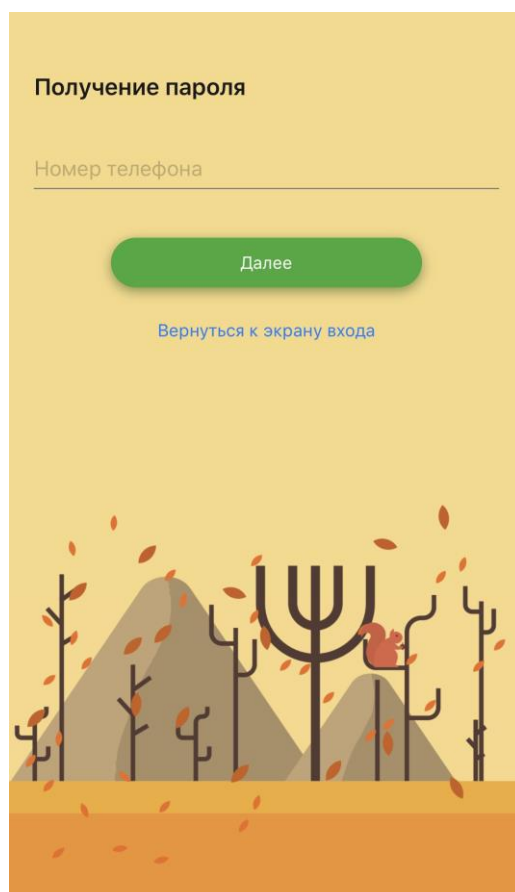 Получение пароля
Номер телефона
Далее
Вернуться к экрану входа